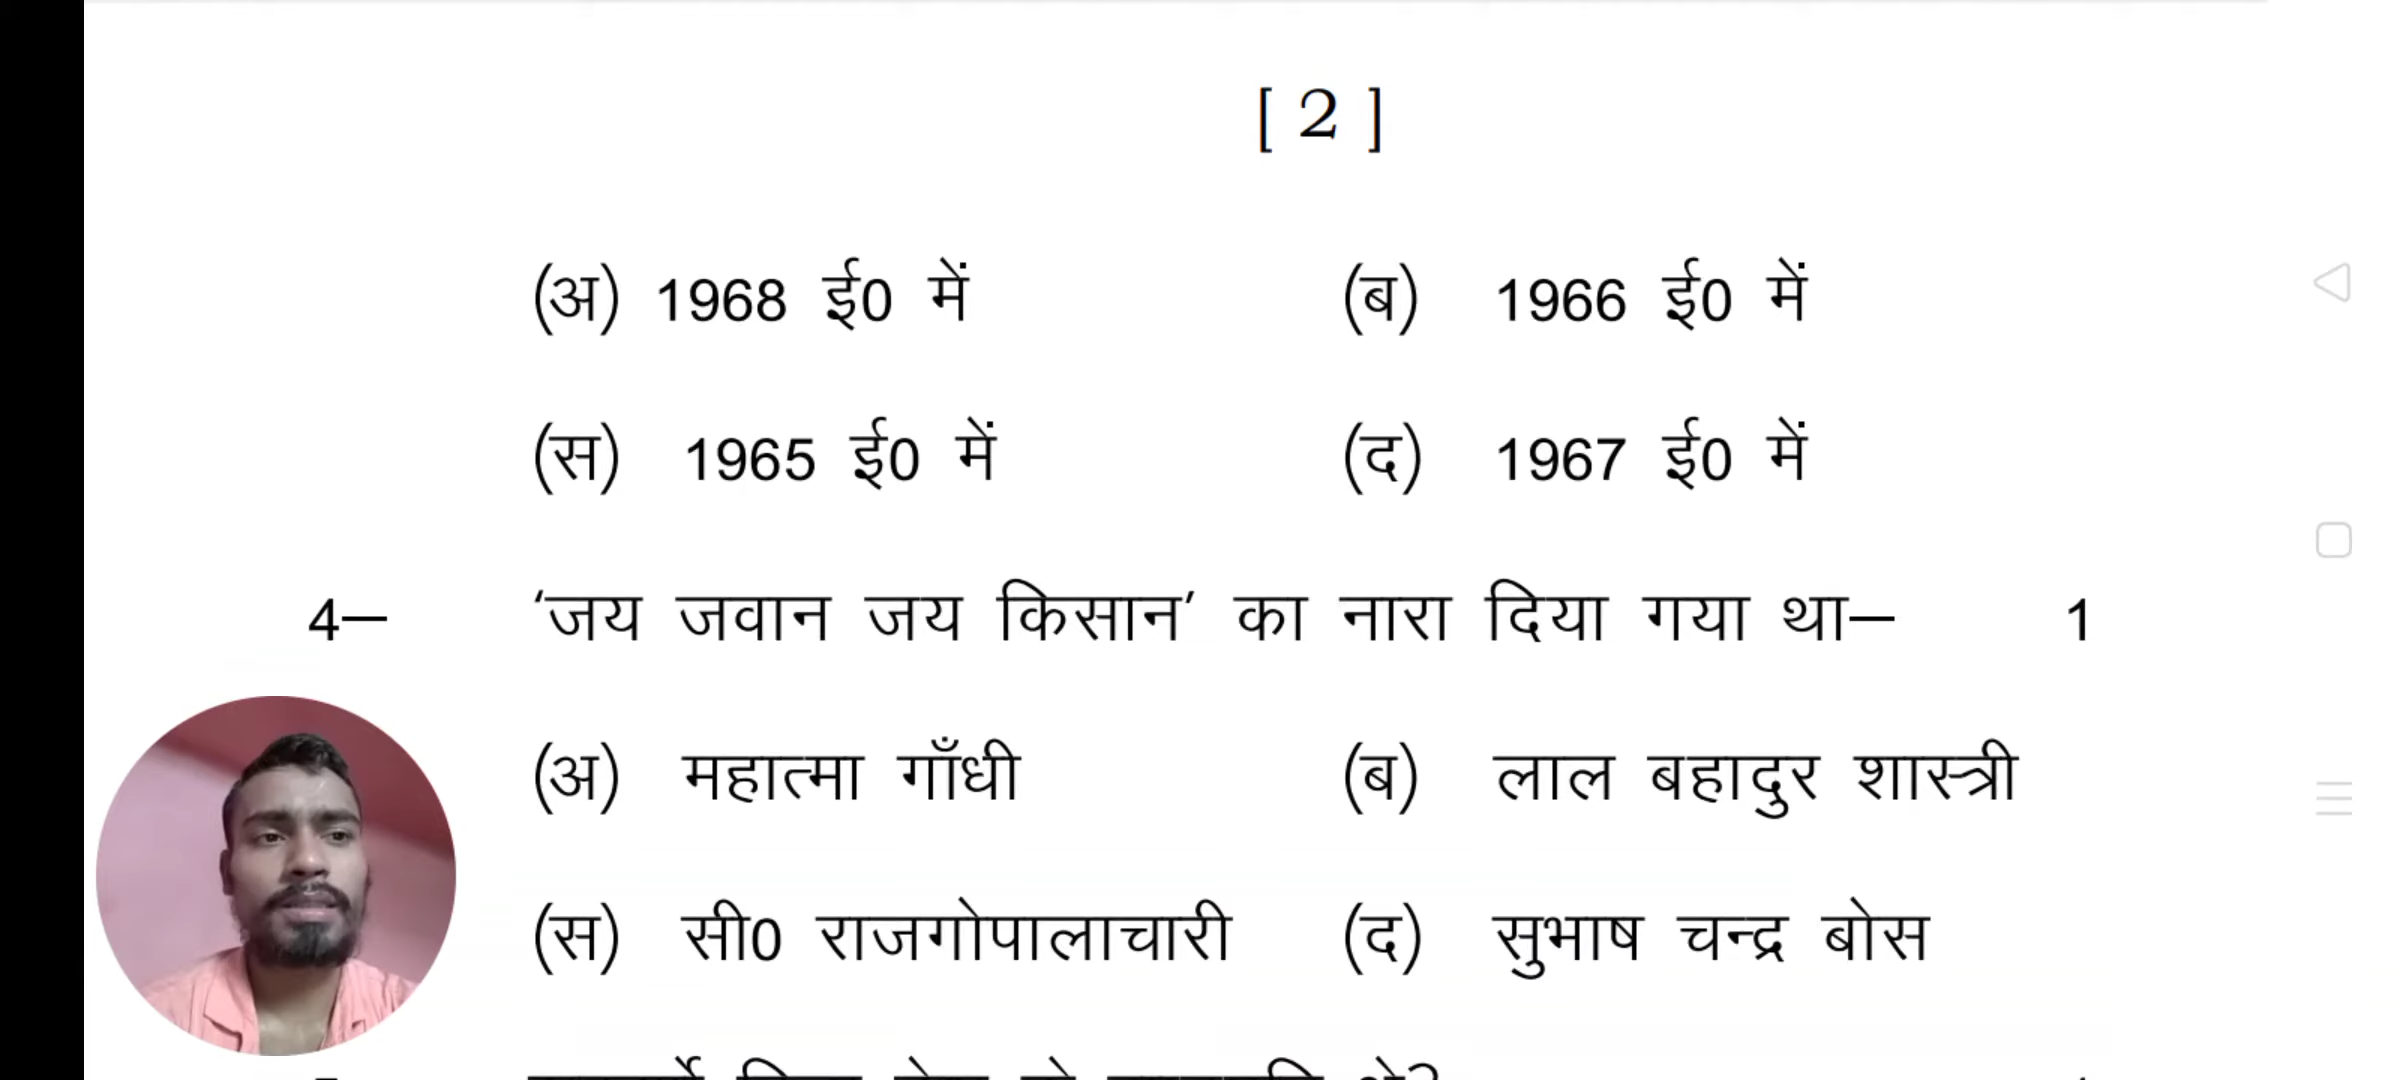 [ 2 ]
(अ) 1968 ई0 में (ब) 1966 ई0 में
(स) 1965 ई0 में (द) 1967 ई0 में
4— ‘जय जवान जय किसान’ का नारा दिया गया था— 1
(अ) महात्मा गाँधी (ब) लाल बहादुर शास्त्री
(स) सी0 राजगोपालाचारी (द) सुभाष चन्द्र बोस